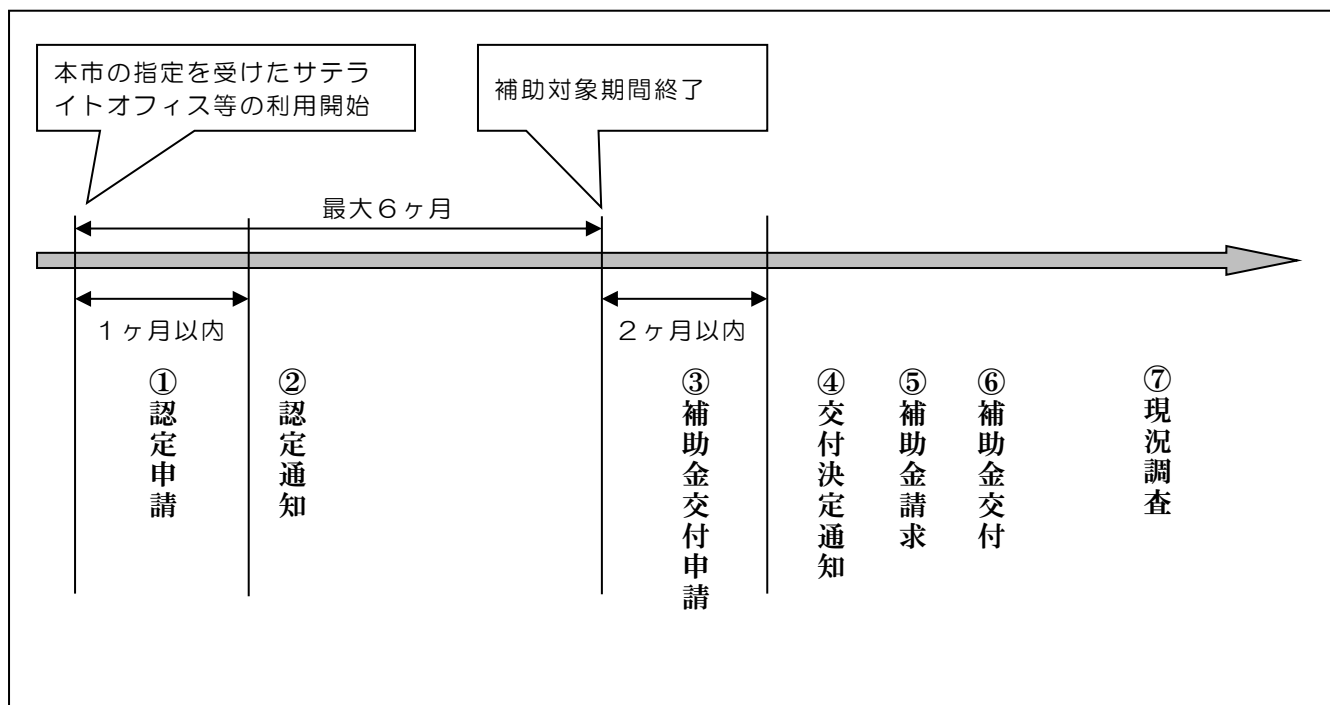 本市の指定を受けたサテラ
イトオフィス等の利用開始
補助対象期間終了
最大６ヶ月
１ヶ月以内
２ヶ月以内
①認定申請
②認定通知
③補助金交付申請
④交付決定通知
⑤補助金請求
⑥補助金交付
⑦現況調査